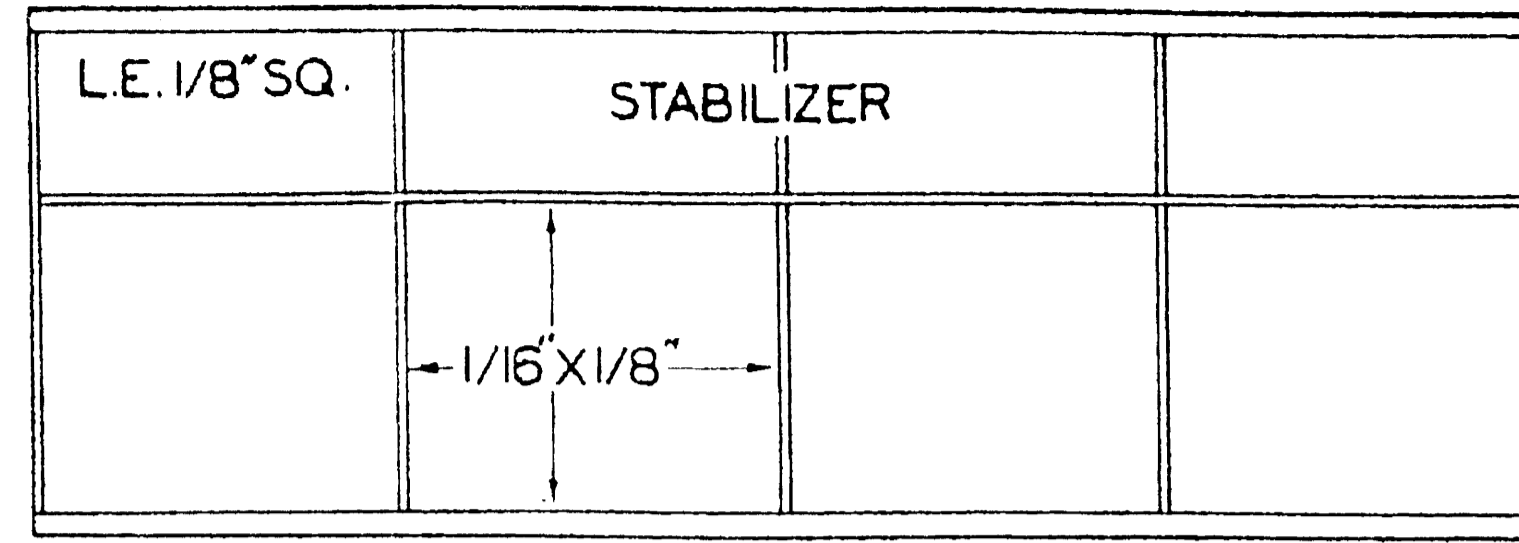 L.E. 1/8" SQ.
STABILIZER
1/16" X 1/8"